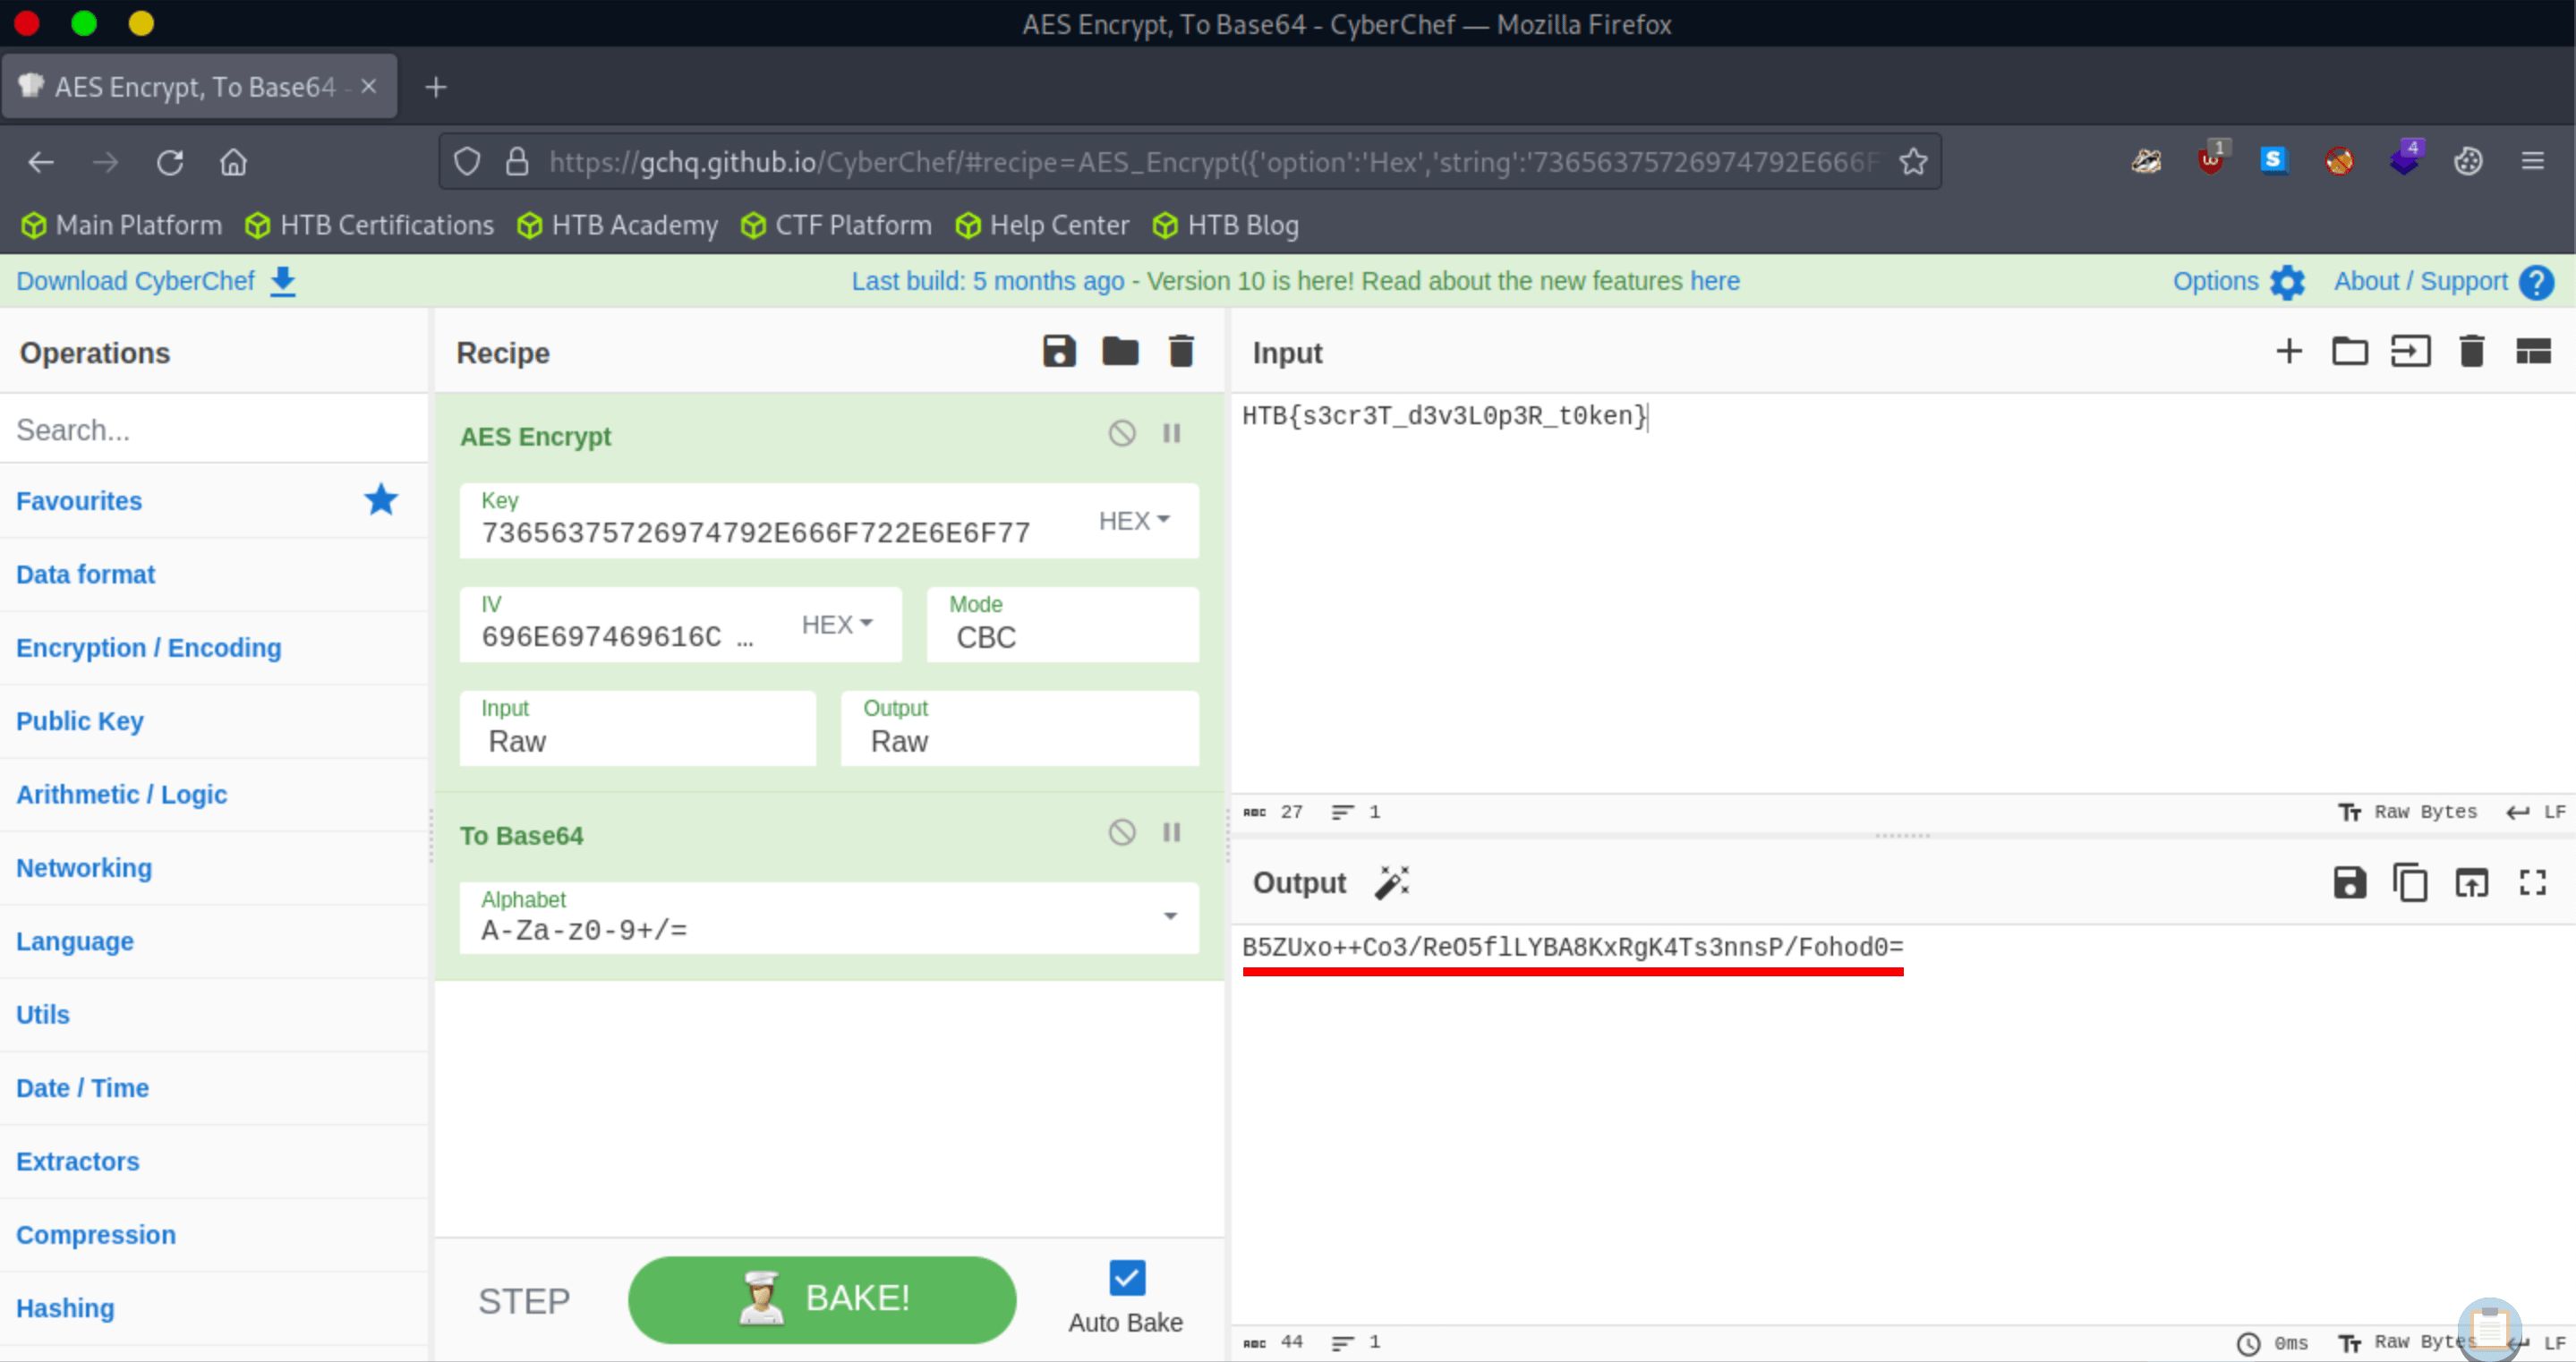 AES Encrypt, To Base64 - CyberChef — Mozilla Firefox
AES Encrypt, To Base64 -
https://gchq.github.io/CyberChef/#recipe=AES_Encrypt({'option':'Hex','string':'73656375726974792E666F
1
S
4
Main Platform
HTB Certifications
HTB Academy
CTF Platform
Help Center
HTB Blog
Download CyberChef
Last build: 5 months ago - Version 10 is here! Read about the new features here
Options
About / Support
Operations
Search...
Favourites
Data format
Encryption / Encoding
Public Key
Arithmetic / Logic
Networking
Language
Utils
Date / Time
Extractors
Compression
Hashing
Recipe
AES Encrypt
Key
73656375726974792E666F722E6E6F77
HEX
IV
696E697469616C …
HEX
Mode
CBC
Input
Raw
Output
Raw
To Base64
Alphabet
A-Za-z0-9+/=
STEP
BAKE!
Auto Bake
Input
HTB{s3cr3T_d3v3L0p3R_t0ken}
ABC 27 1
Tт Raw Bytes LF
Output
B5ZUxo++Co3/ReO5flLYBA8KxRgK4Ts3nnsP/Fohod0=
ABC 44 1
0ms Tт Raw Bytes LF